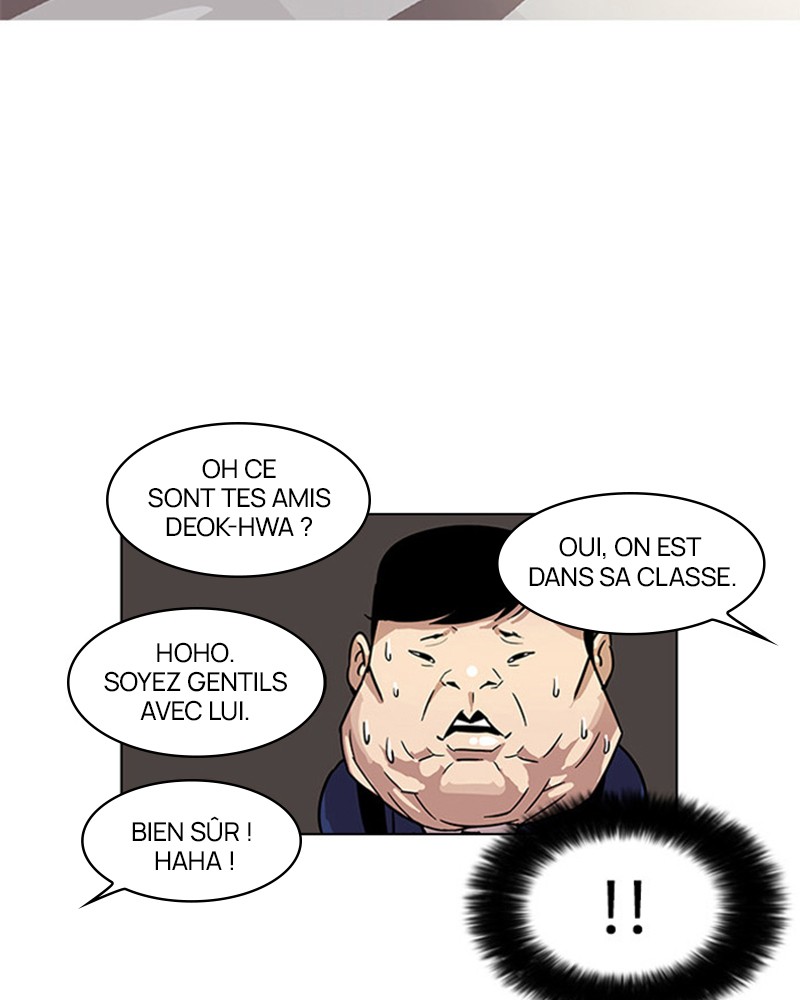 OH CE
SONT TES AMIS
DEOK-HWA ?
OUI, ON EST
DANS SA CLASSE.
HOHO.
SOYEZ GENTILS
AVEC LUI.
BIEN SÛR !
HAHA !
!!